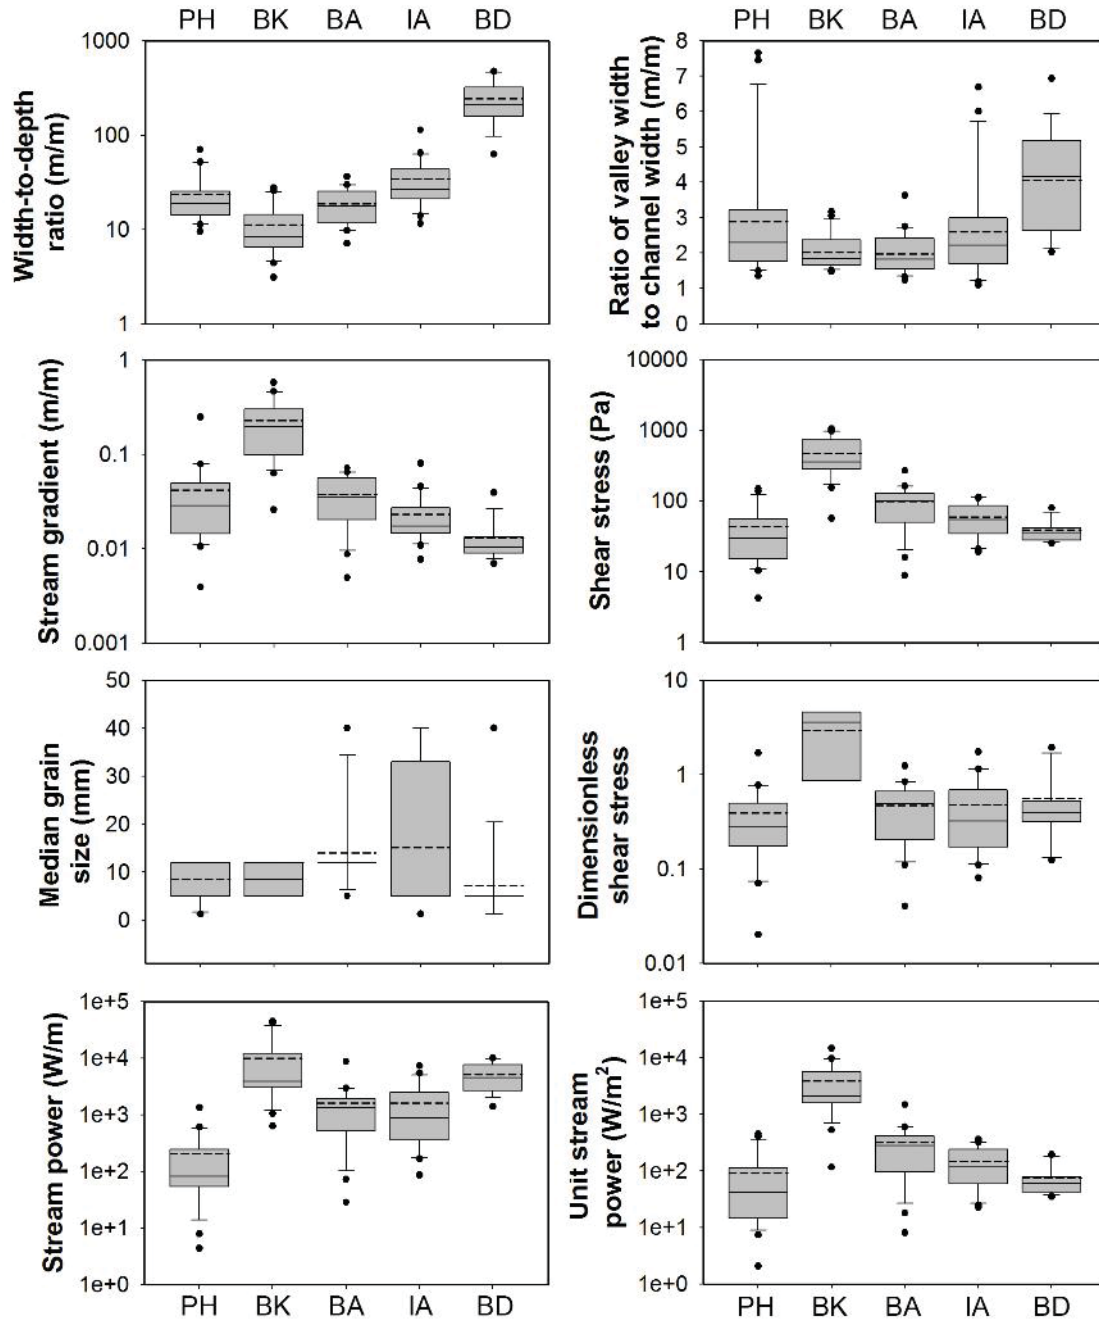 PH BK BA IA BD
PH BK BA IA BD
Width-to-depth
ratio (m/m)
1000
100
10
1
Ratio of valley width
to channel width (m/m)
8
7
6
5
4
3
2
1
0
Stream gradient (m/m)
1
0.1
0.01
0.001
Shear stress (Pa)
10000
1000
100
10
1
Median grain
size (mm)
50
40
30
20
10
0
Dimensionless
shear stress
10
1
0.1
0.01
Stream power (W/m)
1e+5
1e+4
1e+3
1e+2
1e+1
1e+0
Unit stream
power (W/m²)
1e+5
1e+4
1e+3
1e+2
1e+1
1e+0
PH BK BA IA BD
PH BK BA IA BD